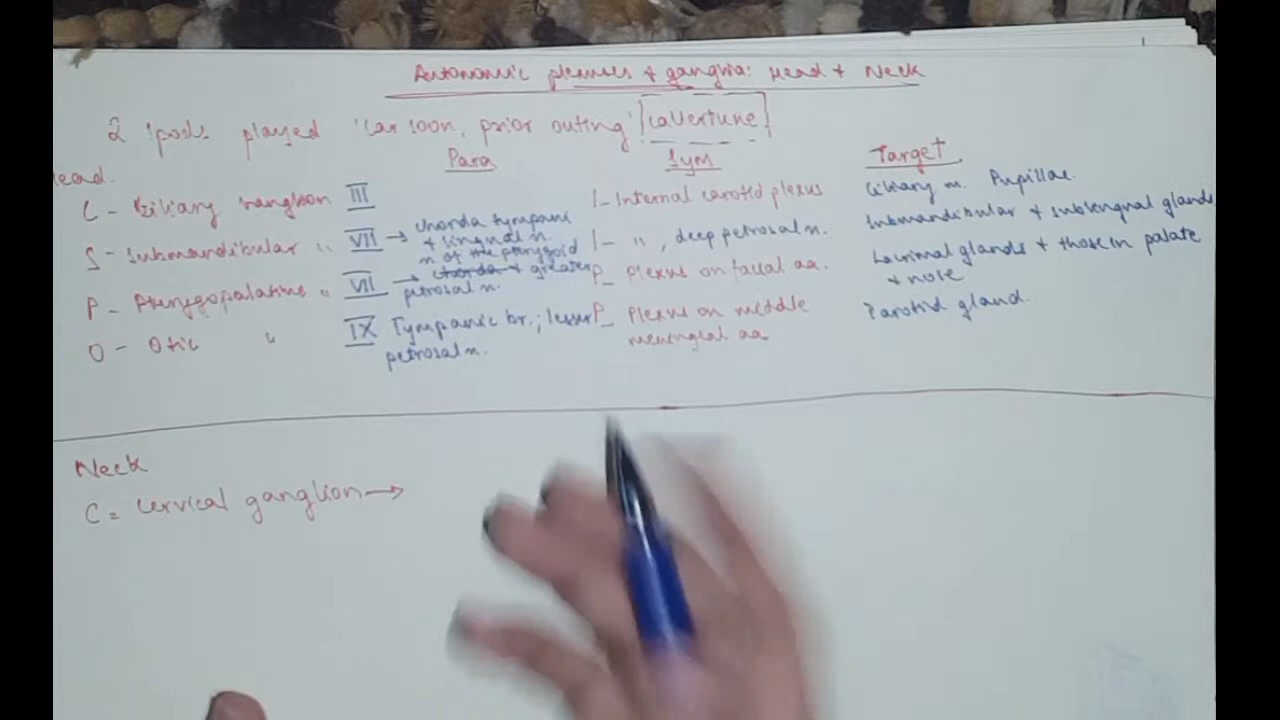 Autonomic plexuses & ganglia: Head & Neck
2 ipods played 'Car soon, prior outing' [caVertune]
Head.
Para Sym Target
C - Ciliary ganglion III I- Internal carotid plexus Ciliary m. Pupillae.
S - Submandibular " VII → chorda tympani & lingual n. I- ", deep petrosal n. Submandibular & sublingual glands
P - Pterygopalatine " VII → n of the pterygoid greater petrosal n. P- Plexus on facial aa. Lacrimal glands & those in palate & nose
O - Otic " IX Tympanic br.; lesser petrosal n. P- Plexus on middle meningeal aa Parotid gland.
Neck
C = Cervical ganglion →